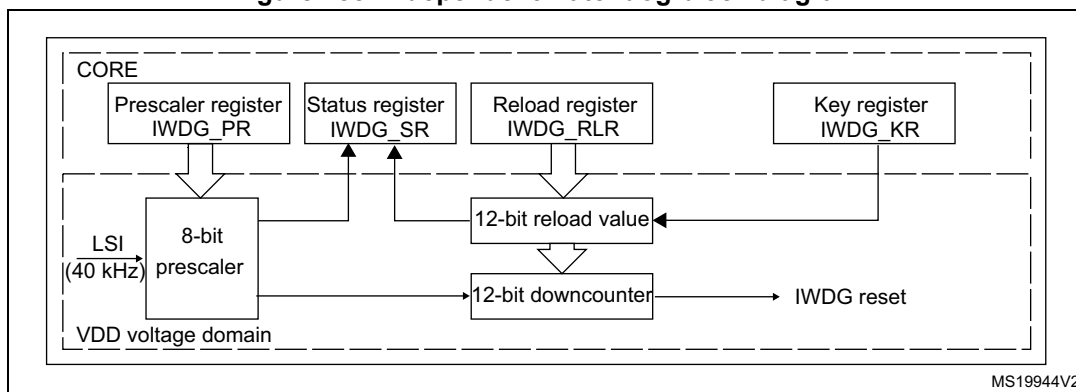 CORE
Prescaler register
IWDG_PR
Status register
IWDG_SR
Reload register
IWDG_RLR
Key register
IWDG_KR
LSI
(40 kHz)
8-bit
prescaler
12-bit reload value
12-bit downcounter
IWDG reset
VDD voltage domain
MS19944V2